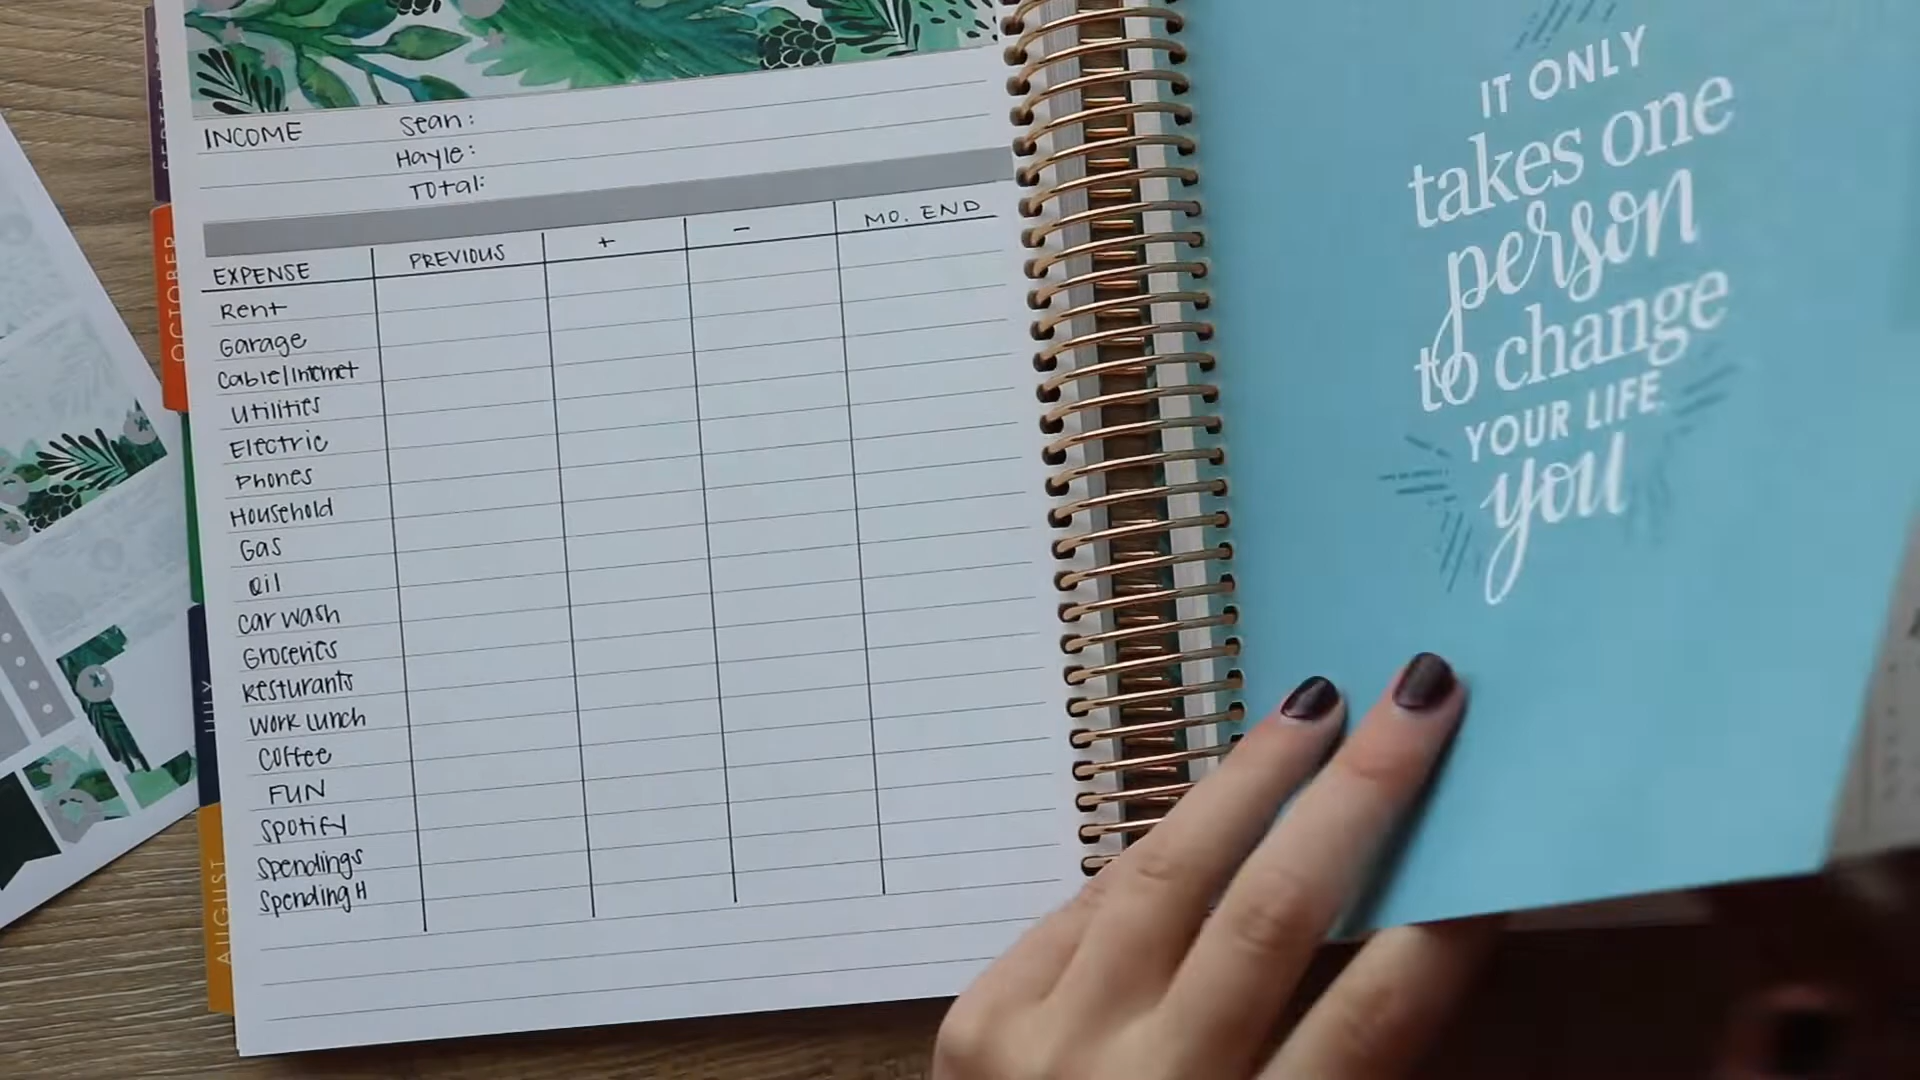 INCOME Sean:
Hayle:
Total:
EXPENSE PREVIOUS + − MO. END
Rent
Garage
Cable/Internet
Utilities
Electric
Phones
Household
Gas
Oil
Car wash
Groceries
Resturants
Work Lunch
Coffee
FUN
Spotify
Spending S
Spending H
IT ONLY
takes one
person
to change
YOUR LIFE
you
OCTOBER
JULY
AUGUST